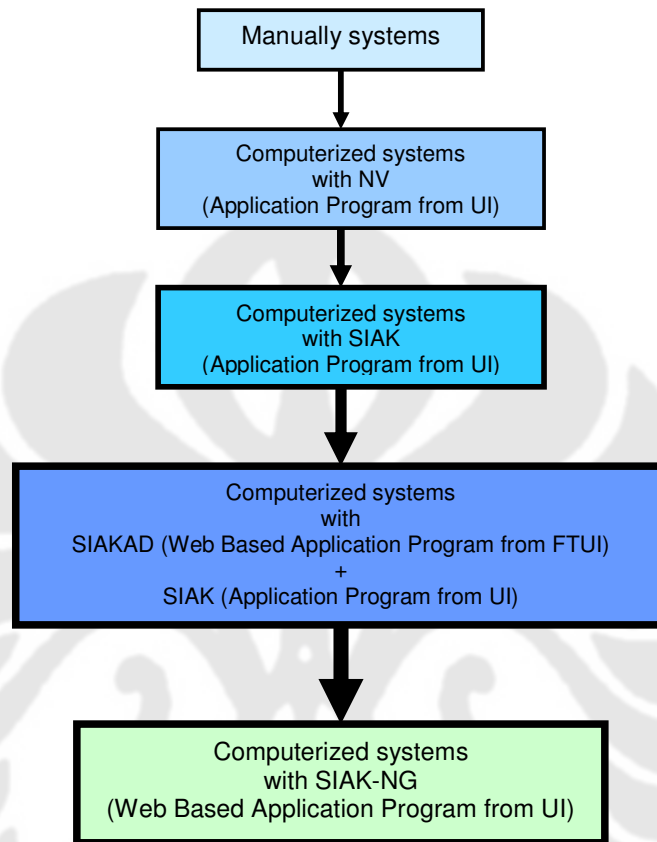 Manually systems
Computerized systems
with NV
(Application Program from UI)
Computerized systems
with SIAK
(Application Program from UI)
Computerized systems
with
SIAKAD (Web Based Application Program from FTUI)
+
SIAK (Application Program from UI)
Computerized systems
with SIAK-NG
(Web Based Application Program from UI)